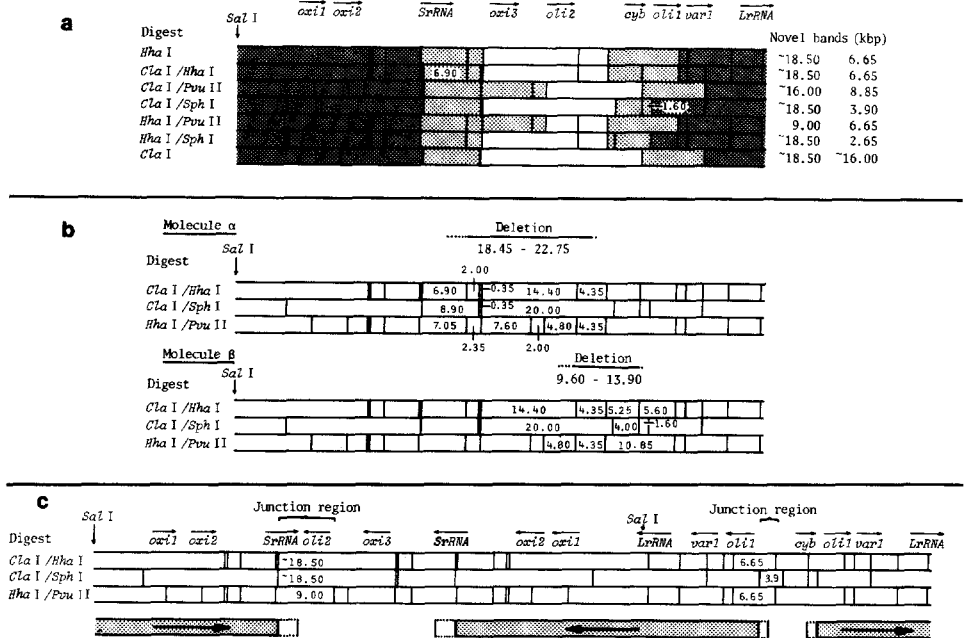 oxi1 oxi2 SrRNA oxi3 oli2 cyb oli1 var1 LrRNA
a
Sal I
Digest
Novel bands (kbp)
Hha I ~18.50 6.65
Cla I/Hha I 6.90 ~18.50 6.65
Cla I/Pvu II ~16.00 8.85
Cla I/Sph I 1.60 ~18.50 3.90
Hha I/Pvu II 9.00 6.65
Hha I/Sph I ~18.50 2.65
Cla I ~18.50 ~16.00
b
Molecule α
Deletion
18.45 - 22.75
Sal I
Digest
2.00
Cla I/Hha I 6.90 0.35 14.40 4.35
Cla I/Sph I 8.90 0.35 20.00
Hha I/Pvu II 7.05 7.60 4.80 4.35
2.35 2.00
Molecule β
Deletion
9.60 - 13.90
Sal I
Digest
Cla I/Hha I 14.40 4.35 5.25 5.60
Cla I/Sph I 20.00 4.00 1.60
Hha I/Pvu II 4.80 4.35 10.85
c
Junction region Junction region
Sal I Sal I
Digest
oxi1 oxi2 SrRNA oli2 oxi3 SrRNA oxi2 oxi1 LrRNA var1 oli1 cyb oli1 var1 LrRNA
Cla I/Hha I ~18.50 6.65
Cla I/Sph I ~18.50 3.9
Hha I/Pvu II 9.00 6.65